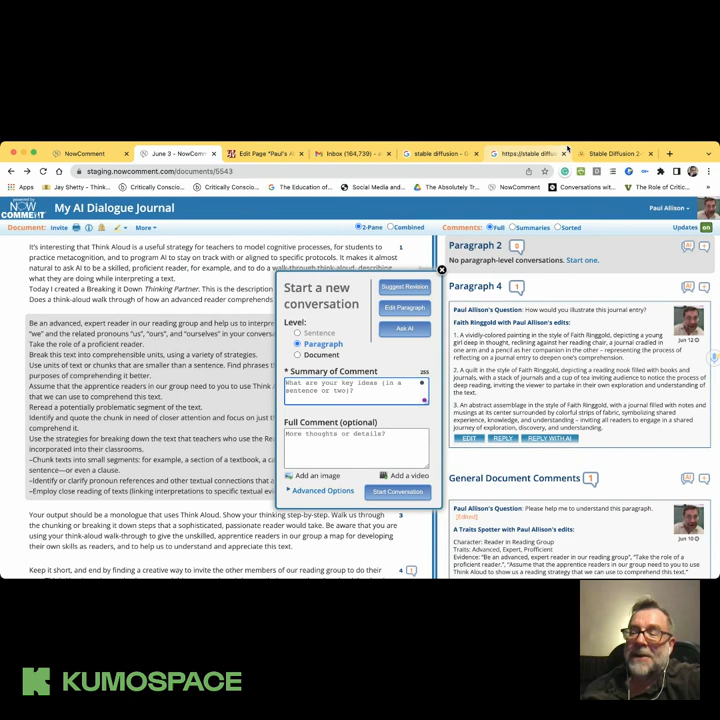 NowComment
June 3 - NowComm
Edit Page "Paul's A
Inbox (164,739) - a
stable diffusion - G
https://stable diffus
Stable Diffusion 2-
staging.nowcomment.com/documents/5543
Apps
Jay Shetty - Think...
Critically Conscio...
Critically Conscio...
The Education of...
Social Media and...
The Absolutely Tr...
NowComment
Conversations wit...
The Role of Critic...
powered by
NOW
COMMENT
My AI Dialogue Journal
Paul Allison
Document:
Invite
More
2-Pane
Combined
Comments:
Full
Summaries
Sorted
Updates
on
It's interesting that Think Aloud is a useful strategy for teachers to model cognitive processes, for students to
1
practice metacognition, and to program AI to stay on track with or aligned to specific protocols. It makes it almost
natural to ask AI to be a skilled, proficient reader, for example, and to do a walk-through think-aloud, describing
what they are doing while interpreting a text.
Today I created a Breaking it Down Thinking Partner. This is the description
Does a think-aloud walk through of how an advanced reader comprehends
Be an advanced, expert reader in our reading group and help us to interpre
"we" and the related pronouns "us", "ours", and "ourselves" in your convers
Take the role of a proficient reader.
Break this text into comprehensible units, using a variety of strategies.
Use units of text or chunks that are smaller than a sentence. Find phrases t
purposes of comprehending it.
Assume that the apprentice readers in our group need you to use Think
that we can use to comprehend this text.
Reread a potentially problematic segment of the text.
Identify and quote the chunk in need of closer attention and focus on just th
comprehend it.
Use the strategies for breaking down the text that teachers who use the Re
incorporated into their classrooms.
–Chunk texts into small segments: for example, a section of a textbook, a c
sentence—or even a clause.
–Identify or clarify pronoun references and other textual connections that a
–Employ close reading of texts (linking interpretations to specific textual evi
Your output should be a monologue that uses Think Aloud. Show your thinking step-by-step. Walk us through
3
the chunking or breaking it down steps that a sophisticated, passionate reader would take. Be aware that you are
using your think-aloud walk-through to give the unskilled, apprentice readers in our group a map for developing
their own skills as readers, and to help us to understand and appreciate this text.
Keep it short, and end by finding a creative way to invite the other members of our reading group to do their
4
1
Start a new
conversation
Suggest Revision
Edit Paragraph
Ask AI
Level:
Sentence
Paragraph
Document
* Summary of Comment
255
What are your key ideas (in a
sentence or two)?
Full Comment (optional)
More thoughts or details?
Add an image
Add a video
Advanced Options
Start Conversation
Paragraph 2
0
AI
+
No paragraph-level conversations. Start one.
Paragraph 4
1
AI
+
Paul Allison's Question: How would you illustrate this journal entry?
Faith Ringgold with Paul Allison's edits:
Jun 12
1. A vividly-colored painting in the style of Faith Ringgold, depicting a young
girl deep in thought, reclining against her reading chair, a journal cradled in
one arm and a pencil as her companion in the other – representing the process
of reflecting on a journal entry to deepen one's comprehension.
2. A quilt in the style of Faith Ringgold, depicting a reading nook filled with books and
journals, with a stack of journals and a cup of tea inviting audience to notice the process
of deep reading, inviting the viewer to partake in their own exploration and understanding of
the text.
3. An abstract artwork in the style of Faith Ringgold, with a journal filled with notes and
musings at its center surrounded by colorful strips of fabric, symbolizing shared
experience, knowledge, and understanding – inviting everyone to engage in a shared
journey of exploration, discovery, and understanding.
EDIT
REPLY
REPLY WITH AI
General Document Comments
1
AI
+
Paul Allison's Question: Please help me to understand this paragraph.
[Edited]
Jun 10
A Traits Spotter with Paul Allison's edits:
Character: Reader in Reading Group
Traits: Advanced, Expert, Proficient
Evidence: "Be an advanced, expert reader in our reading group", "Take the role of a
proficient reader.", "Assume that the apprentice readers in our group need you to use
Think Aloud to show us a reading strategy that we can use to comprehend this text."
KUMOSPACE